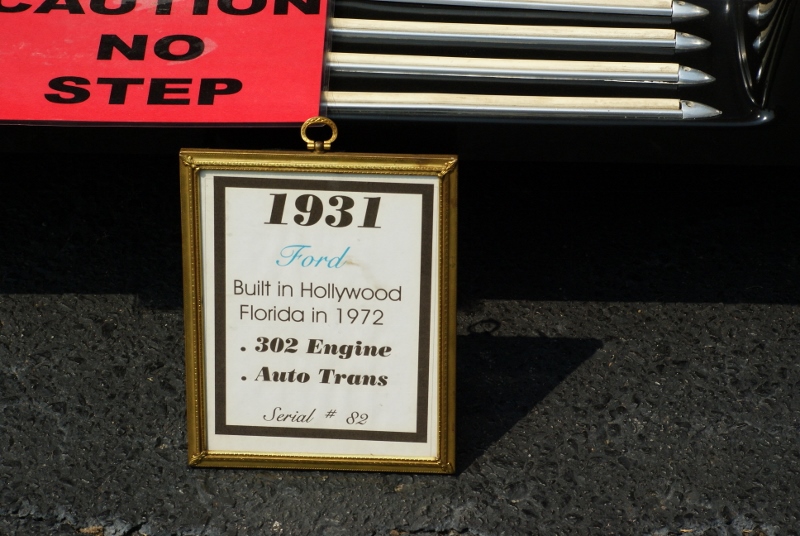 CAUTION
NO
STEP
1931
Ford
Built in Hollywood
Florida in 1972
. 302 Engine
. Auto Trans
Serial # 82